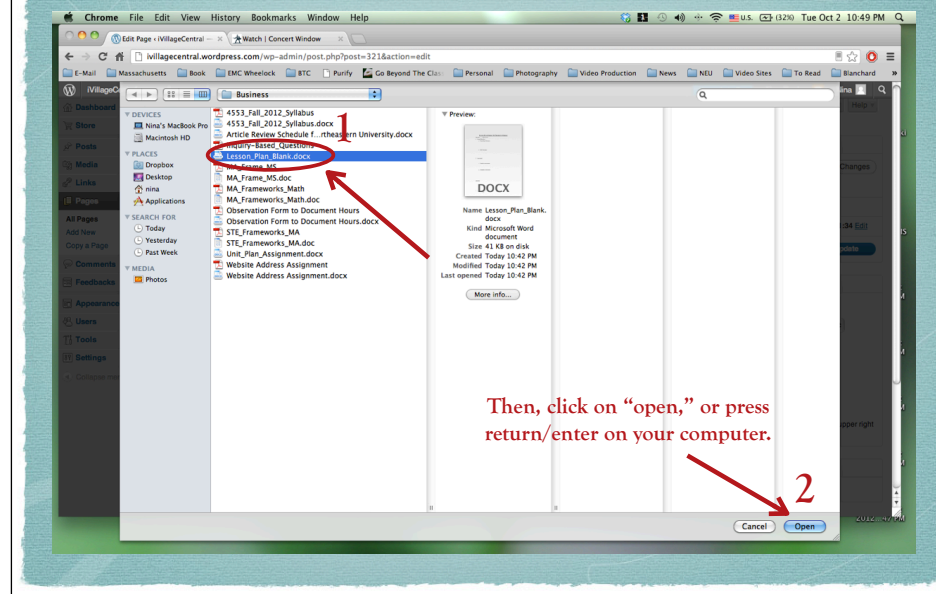 Chrome File Edit View History Bookmarks Window Help
U.S. (32%) Tue Oct 2 10:49 PM
Edit Page ‹ iVillageCentral —
Watch | Concert Window
ivillagecentral.wordpress.com/wp-admin/post.php?post=321&action=edit
E-Mail Massachusetts Book EMC Wheelock BTC Purify Go Beyond The Clas Personal Photography Video Production News NEU Video Sites To Read Blanchard »
iVillageC
Business
Dashboard
Store
Posts
Media
Links
Pages
All Pages
Add New
Copy a Page
Comments
Feedbacks
Appearance
Users
Tools
Settings
DEVICES
Nina's MacBook Pro
Macintosh HD
PLACES
Dropbox
Desktop
nina
Applications
SEARCH FOR
Today
Yesterday
Past Week
MEDIA
Photos
4553_Fall_2012_Syllabus
4553_Fall_2012_Syllabus.docx
Article Review Schedule f...rtheastern University.docx
Inquiry-Based_Questions
Lesson_Plan_Blank.docx
MA_Frame_MS
MA_Frame_MS.doc
MA_Frameworks_Math
MA_Frameworks_Math.doc
Observation Form to Document Hours
Observation Form to Document Hours.docx
STE_Frameworks_MA
STE_Frameworks_MA.doc
Unit_Plan_Assignment.docx
Website Address Assignment
Website Address Assignment.docx
1
Preview:
DOCX
Name Lesson_Plan_Blank.
docx
Kind Microsoft Word
document
Size 41 KB on disk
Created Today 10:42 PM
Modified Today 10:42 PM
Last opened Today 10:42 PM
More info...
Help
Changes
:34 Edit
pdate
upper right
Then, click on “open,” or press
return/enter on your computer.
2
Cancel Open